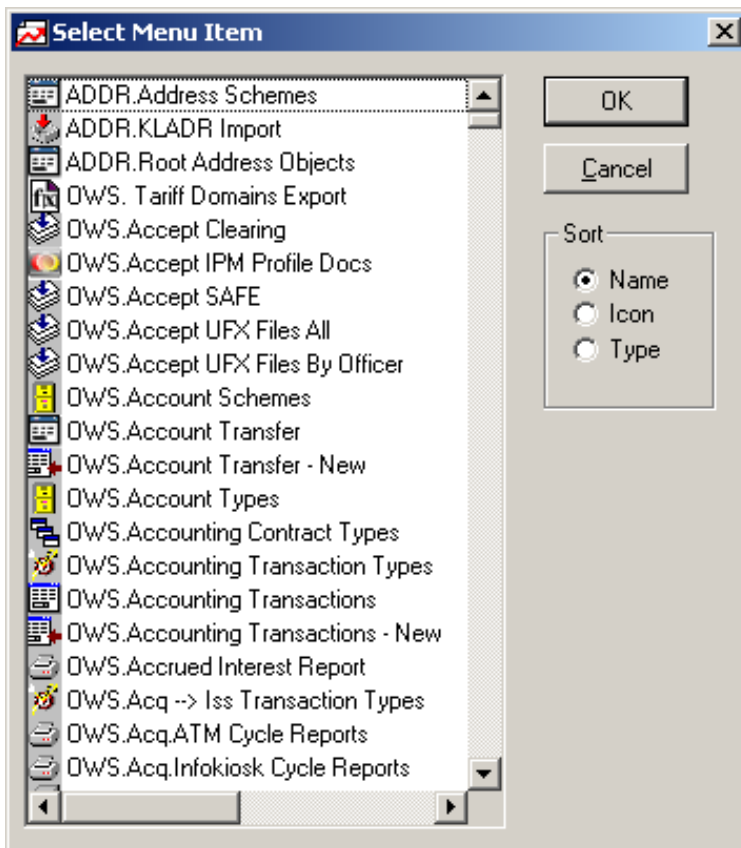 Select Menu Item
ADDR.Address Schemes
ADDR.KLADR Import
ADDR.Root Address Objects
OWS. Tariff Domains Export
OWS.Accept Clearing
OWS.Accept IPM Profile Docs
OWS.Accept SAFE
OWS.Accept UFX Files All
OWS.Accept UFX Files By Officer
OWS.Account Schemes
OWS.Account Transfer
OWS.Account Transfer - New
OWS.Account Types
OWS.Accounting Contract Types
OWS.Accounting Transaction Types
OWS.Accounting Transactions
OWS.Accounting Transactions - New
OWS.Accrued Interest Report
OWS.Acq --> Iss Transaction Types
OWS.Acq.ATM Cycle Reports
OWS.Acq.Infokiosk Cycle Reports
OK
Cancel
Sort
Name
Icon
Type